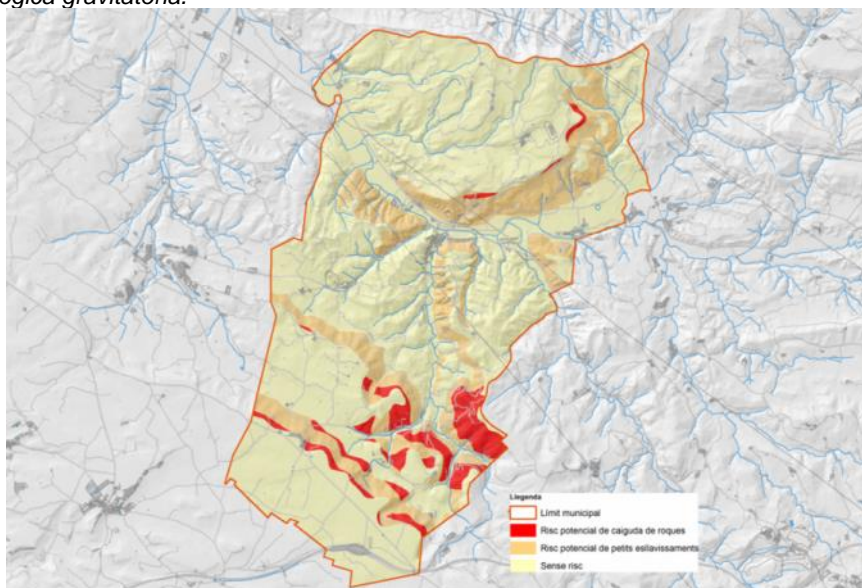 ògica gravitatòria.
Llegenda
Límit municipal
Risc potencial de caiguda de roques
Risc potencial de petits esllavissaments
Sense risc